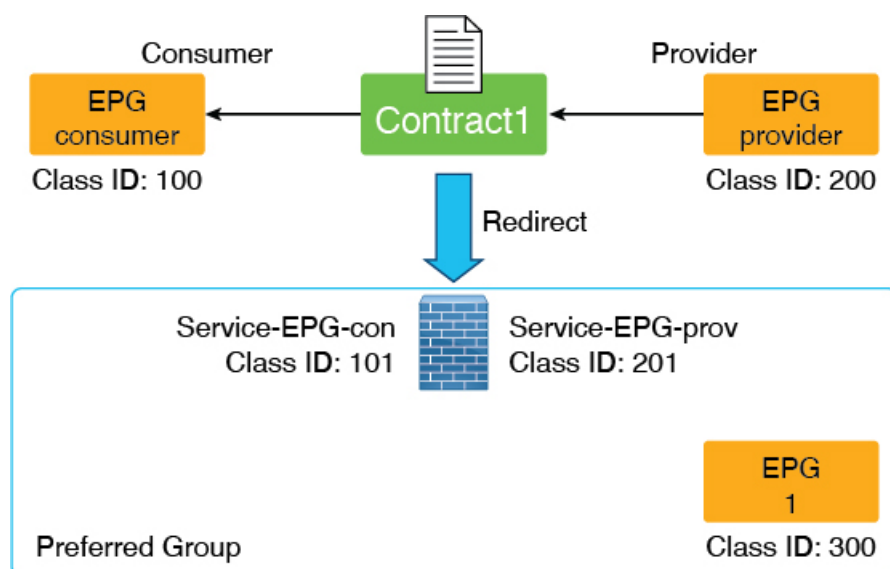 Consumer
Provider
EPG
consumer
Contract1
EPG
provider
Class ID: 100
Class ID: 200
Redirect
Service-EPG-con
Class ID: 101
Service-EPG-prov
Class ID: 201
EPG
1
Preferred Group
Class ID: 300